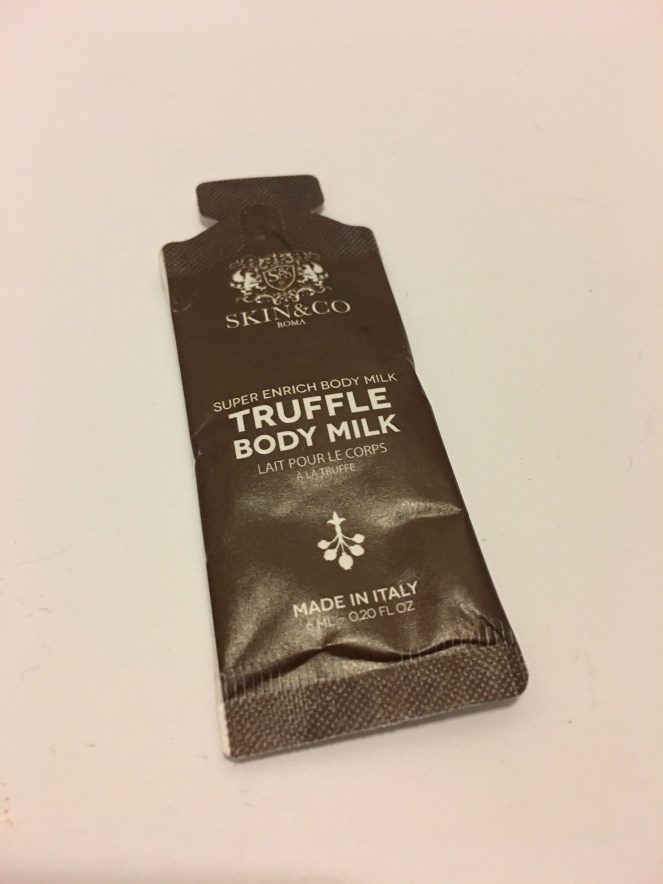 S&C
SKIN&CO
ROMA
SUPER ENRICH BODY MILK
TRUFFLE
BODY MILK
LAIT POUR LE CORPS
À LA TRUFFE
MADE IN ITALY
6 ML - 0.20 FL OZ